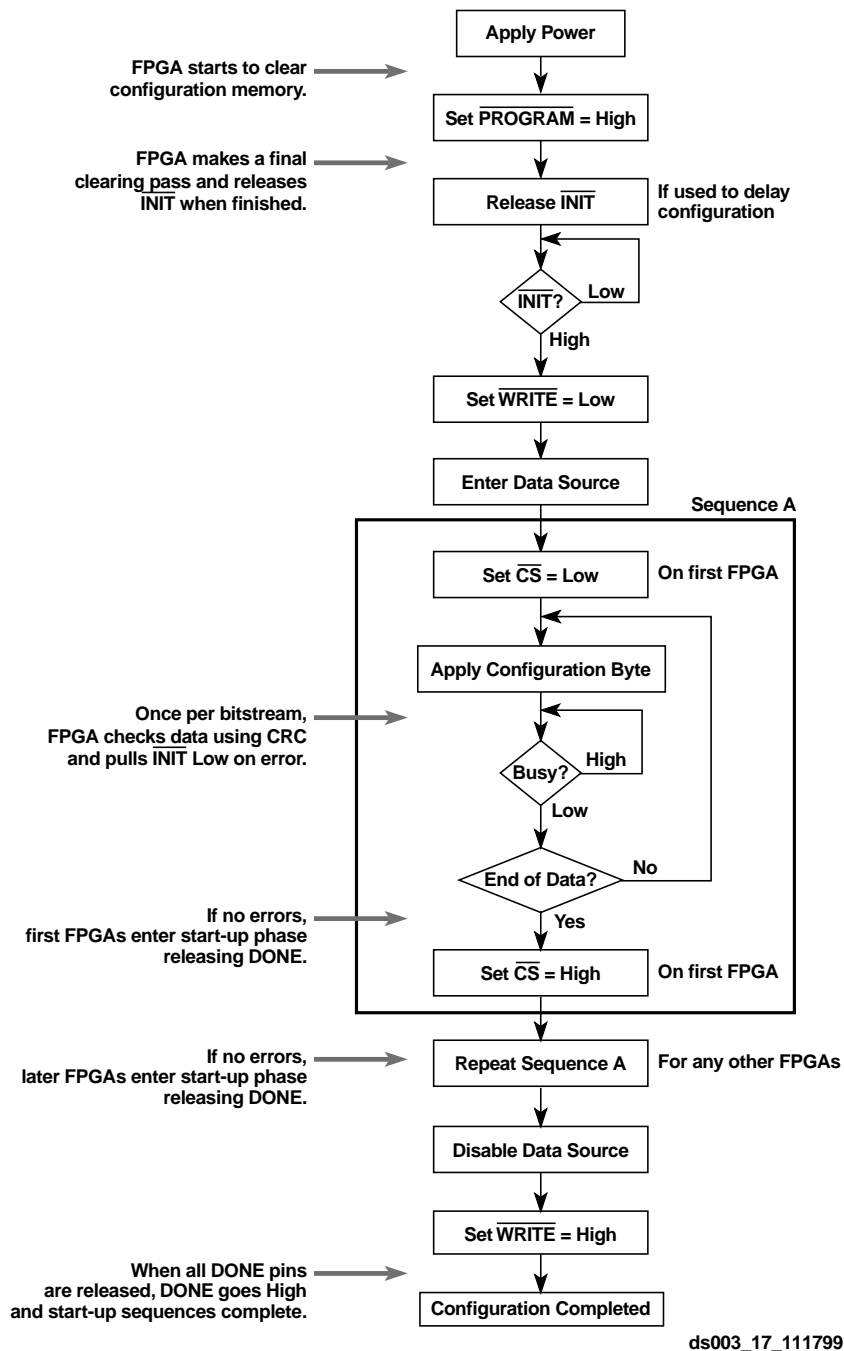 Apply Power
FPGA starts to clear
configuration memory.
Set PROGRAM = High
FPGA makes a final
clearing pass and releases
INIT when finished.
Release INIT
If used to delay
configuration
INIT?
Low
High
Set WRITE = Low
Enter Data Source
Sequence A
Set CS = Low
On first FPGA
Apply Configuration Byte
Once per bitstream,
FPGA checks data using CRC
and pulls INIT Low on error.
Busy?
High
Low
End of Data?
No
Yes
If no errors,
first FPGAs enter start-up phase
releasing DONE.
Set CS = High
On first FPGA
If no errors,
later FPGAs enter start-up phase
releasing DONE.
Repeat Sequence A
For any other FPGAs
Disable Data Source
Set WRITE = High
When all DONE pins
are released, DONE goes High
and start-up sequences complete.
Configuration Completed
ds003_17_111799